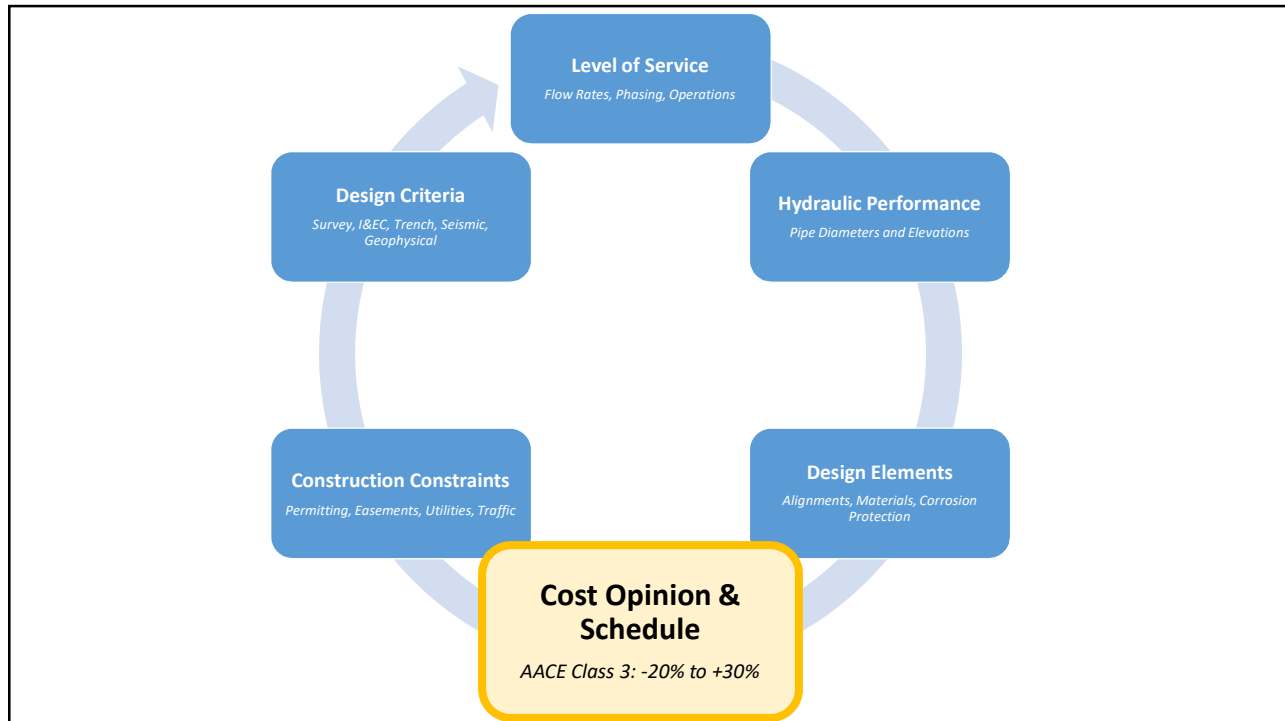 Level of Service
Flow Rates, Phasing, Operations
Hydraulic Performance
Pipe Diameters and Elevations
Design Elements
Alignments, Materials, Corrosion
Protection
Cost Opinion &
Schedule
AACE Class 3: -20% to +30%
Construction Constraints
Permitting, Easements, Utilities, Traffic
Design Criteria
Survey, I&EC, Trench, Seismic,
Geophysical